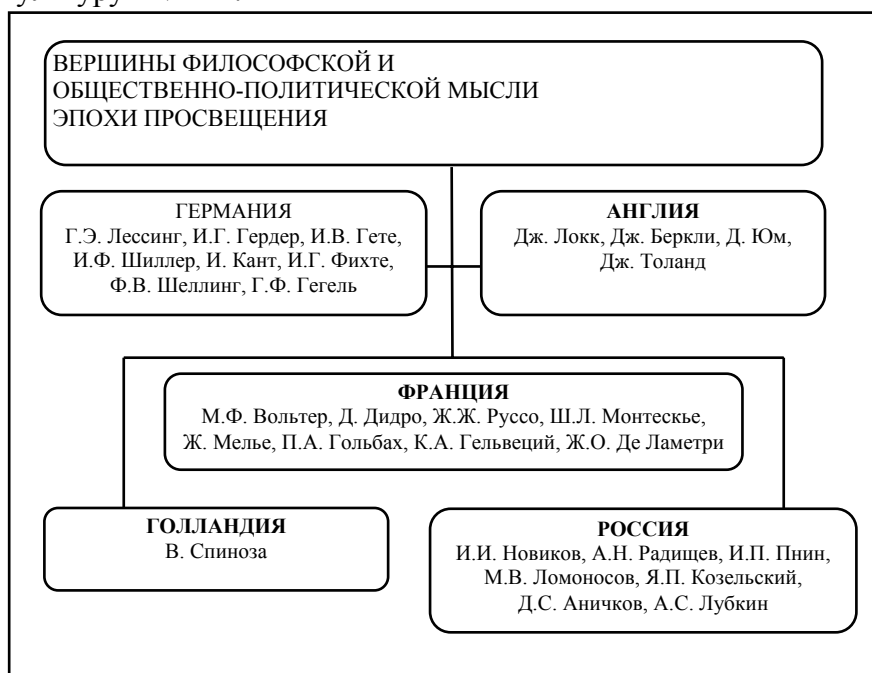 ВЕРШИНЫ ФИЛОСОФСКОЙ И
ОБЩЕСТВЕННО-ПОЛИТИЧЕСКОЙ МЫСЛИ
ЭПОХИ ПРОСВЕЩЕНИЯ
ГЕРМАНИЯ
Г.Э. Лессинг, И.Г. Гердер, И.В. Гете,
И.Ф. Шиллер, И. Кант, И.Г. Фихте,
Ф.В. Шеллинг, Г.Ф. Гегель
АНГЛИЯ
Дж. Локк, Дж. Беркли, Д. Юм,
Дж. Толанд
ФРАНЦИЯ
М.Ф. Вольтер, Д. Дидро, Ж.Ж. Руссо, Ш.Л. Монтескье,
Ж. Мелье, П.А. Гольбах, К.А. Гельвеций, Ж.О. Де Ламетри
ГОЛЛАНДИЯ
В. Спиноза
РОССИЯ
И.И. Новиков, А.Н. Радищев, И.П. Пнин,
М.В. Ломоносов, Я.П. Козельский,
Д.С. Аничков, А.С. Лубкин